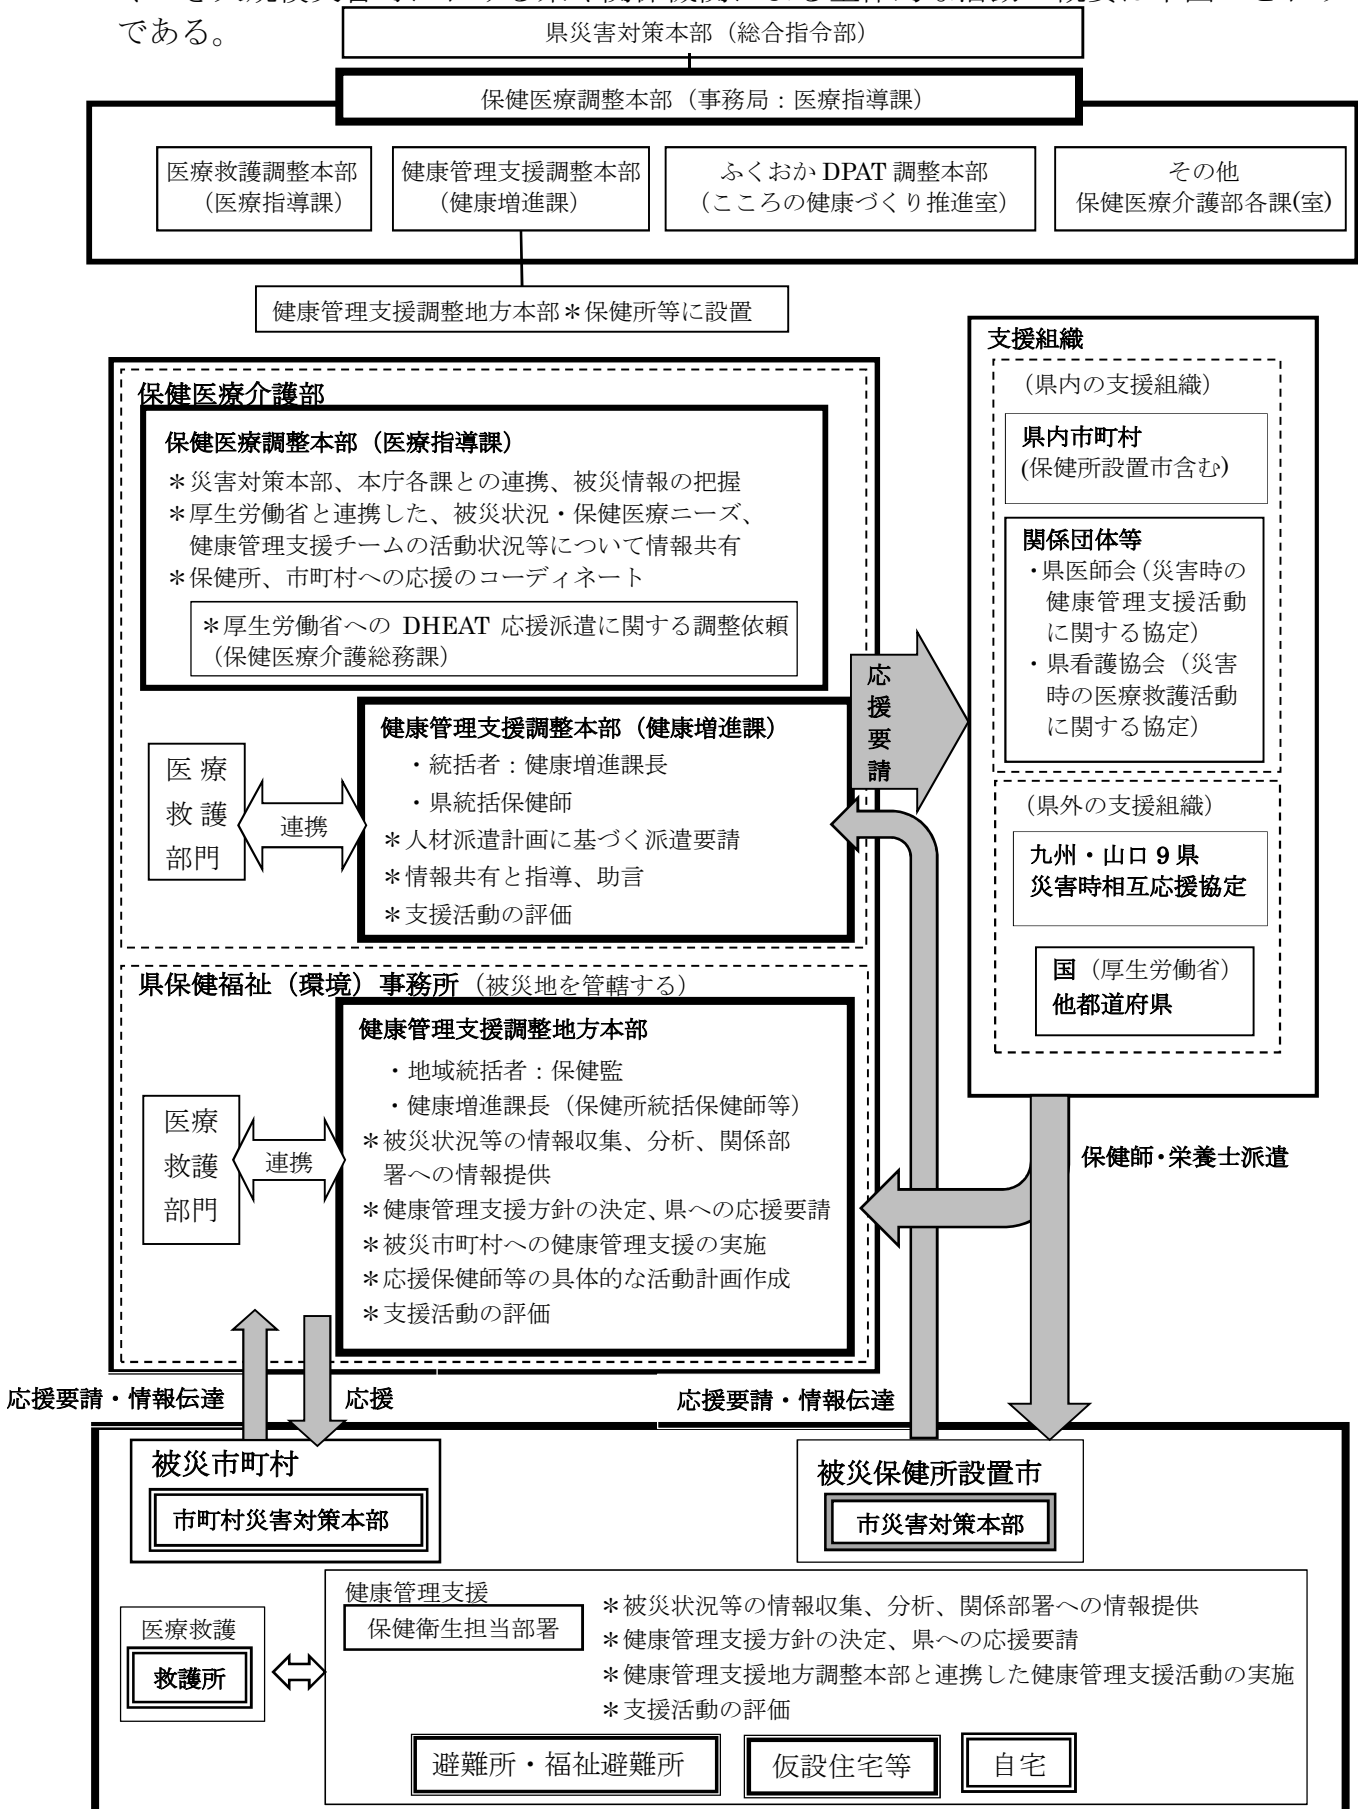 である。
県災害対策本部（総合指令部）
保健医療調整本部（事務局：医療指導課）
医療救護調整本部
（医療指導課）
健康管理支援調整本部
（健康増進課）
ふくおか DPAT 調整本部
（こころの健康づくり推進室）
その他
保健医療介護部各課(室)
健康管理支援調整地方本部＊保健所等に設置
保健医療介護部
保健医療調整本部（医療指導課）
＊災害対策本部、本庁各課との連携、被災情報の把握
＊厚生労働省と連携した、被災状況・保健医療ニーズ、
健康管理支援チームの活動状況等について情報共有
＊保健所、市町村への応援のコーディネート
＊厚生労働省への DHEAT 応援派遣に関する調整依頼
（保健医療介護総務課）
健康管理支援調整本部（健康増進課）
・統括者：健康増進課長
・県統括保健師
＊人材派遣計画に基づく派遣要請
＊情報共有と指導、助言
＊支援活動の評価
医療
救護
部門
連携
応援要請
支援組織
（県内の支援組織）
県内市町村
(保健所設置市含む)
関係団体等
・県医師会（災害時の
健康管理支援活動
に関する協定）
・県看護協会（災害
時の医療救護活動
に関する協定）
（県外の支援組織）
九州・山口 9 県
災害時相互応援協定
国（厚生労働省）
他都道府県
県保健福祉（環境）事務所（被災地を管轄する）
健康管理支援調整地方本部
・地域統括者：保健監
・健康増進課長（保健所統括保健師等）
＊被災状況等の情報収集、分析、関係部
署への情報提供
＊健康管理支援方針の決定、県への応援要請
＊被災市町村への健康管理支援の実施
＊応援保健師等の具体的な活動計画作成
＊支援活動の評価
医療
救護
部門
連携
保健師・栄養士派遣
応援要請・情報伝達
応援
応援要請・情報伝達
被災市町村
市町村災害対策本部
被災保健所設置市
市災害対策本部
医療救護
救護所
健康管理支援
保健衛生担当部署
＊被災状況等の情報収集、分析、関係部署への情報提供
＊健康管理支援方針の決定、県への応援要請
＊健康管理支援地方調整本部と連携した健康管理支援活動の実施
＊支援活動の評価
避難所・福祉避難所
仮設住宅等
自宅